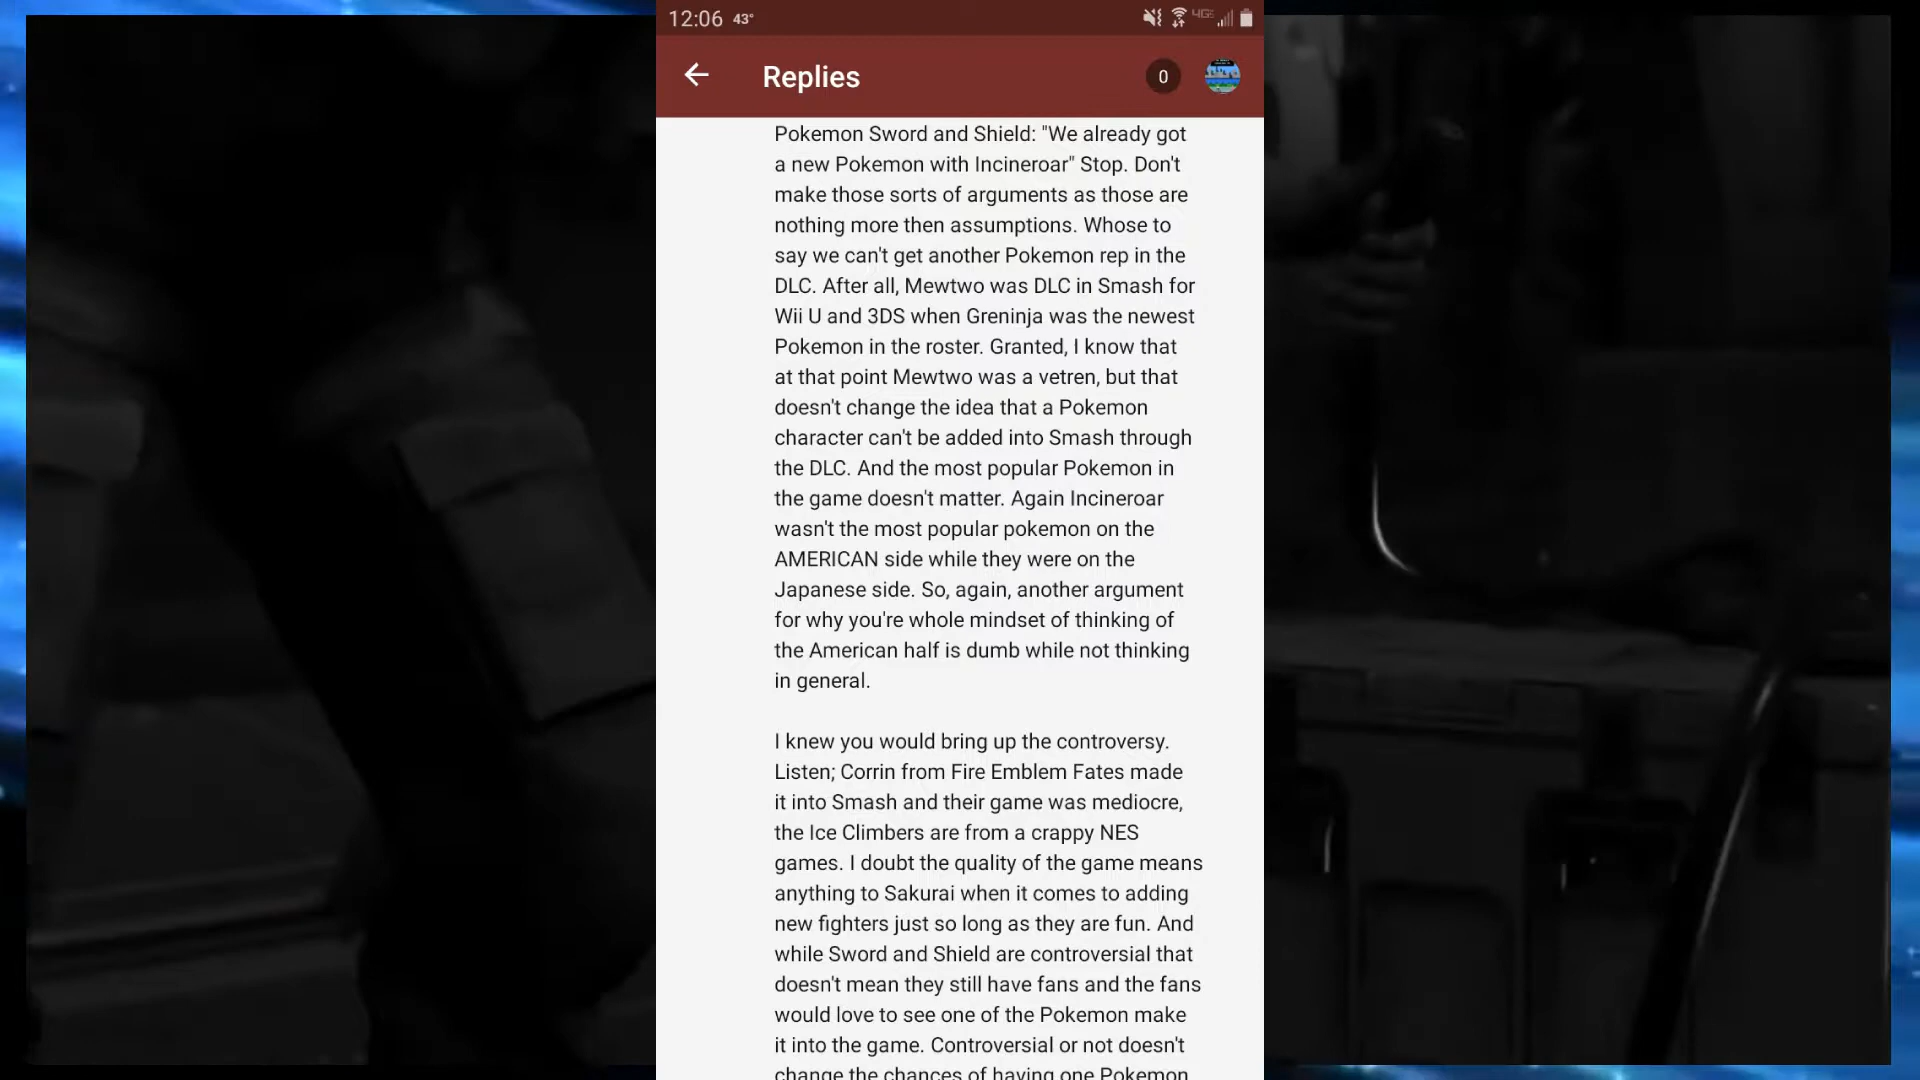 12:06 43°
4G
Replies
0
Pokemon Sword and Shield: "We already got
a new Pokemon with Incineroar" Stop. Don't
make those sorts of arguments as those are
nothing more then assumptions. Whose to
say we can't get another Pokemon rep in the
DLC. After all, Mewtwo was DLC in Smash for
Wii U and 3DS when Greninja was the newest
Pokemon in the roster. Granted, I know that
at that point Mewtwo was a vetren, but that
doesn't change the idea that a Pokemon
character can't be added into Smash through
the DLC. And the most popular Pokemon in
the game doesn't matter. Again Incineroar
wasn't the most popular pokemon on the
AMERICAN side while they were on the
Japanese side. So, again, another argument
for why you're whole mindset of thinking of
the American half is dumb while not thinking
in general.
I knew you would bring up the controversy.
Listen; Corrin from Fire Emblem Fates made
it into Smash and their game was mediocre,
the Ice Climbers are from a crappy NES
games. I doubt the quality of the game means
anything to Sakurai when it comes to adding
new fighters just so long as they are fun. And
while Sword and Shield are controversial that
doesn't mean they still have fans and the fans
would love to see one of the Pokemon make
it into the game. Controversial or not doesn't
change the chances of having one Pokemon